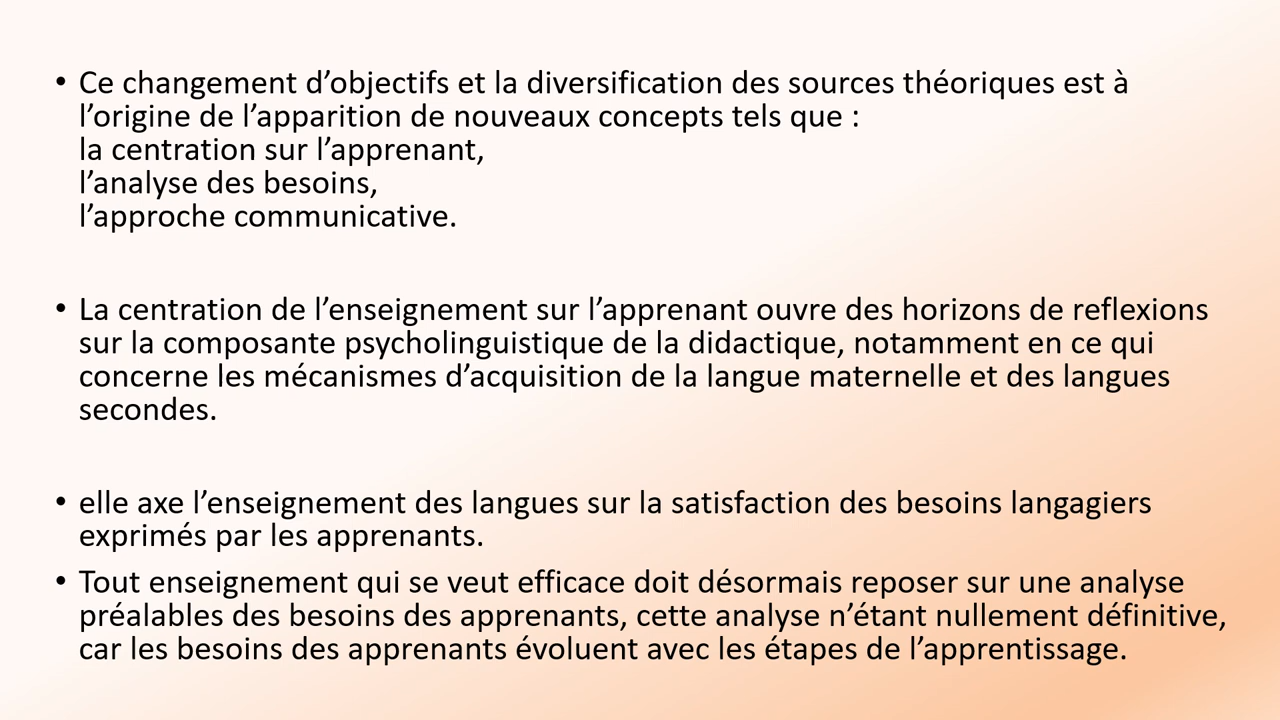 • Ce changement d’objectifs et la diversification des sources théoriques est à
l’origine de l’apparition de nouveaux concepts tels que :
la centration sur l’apprenant,
l’analyse des besoins,
l’approche communicative.
• La centration de l’enseignement sur l’apprenant ouvre des horizons de reflexions
sur la composante psycholinguistique de la didactique, notamment en ce qui
concerne les mécanismes d’acquisition de la langue maternelle et des langues
secondes.
• elle axe l’enseignement des langues sur la satisfaction des besoins langagiers
exprimés par les apprenants.
• Tout enseignement qui se veut efficace doit désormais reposer sur une analyse
préalables des besoins des apprenants, cette analyse n’étant nullement définitive,
car les besoins des apprenants évoluent avec les étapes de l’apprentissage.